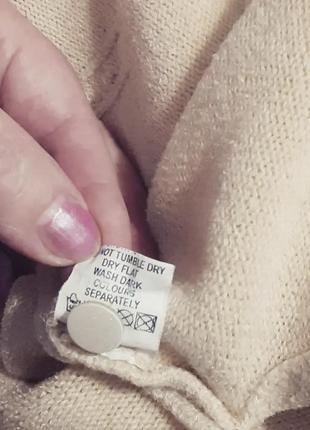 NOT TUMBLE DRY
DRY FLAT
WASH DARK
COLOURS
SEPARATELY